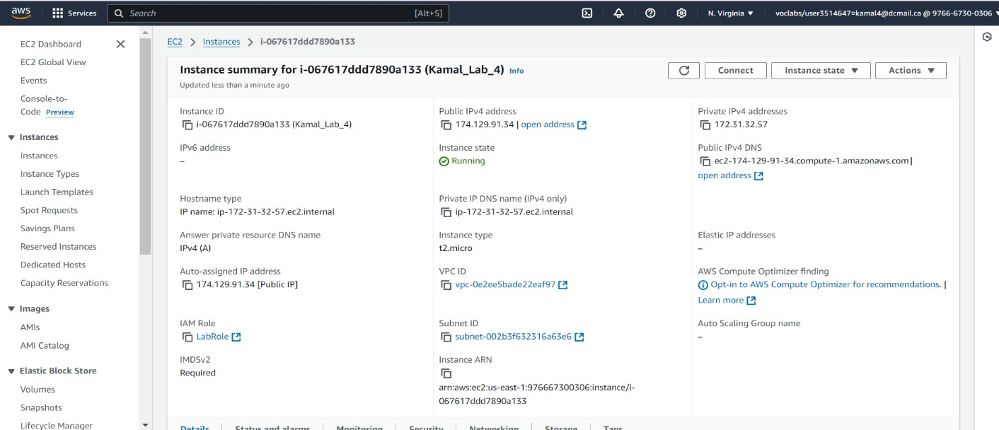 aws
Services
Search
[Alt+S]
N. Virginia
voclabs/user3514647=kamal4@dcmail.ca @ 9766-6730-0306
EC2 Dashboard
EC2 Global View
Events
Console-to-
Code Preview
Instances
Instances
Instance Types
Launch Templates
Spot Requests
Savings Plans
Reserved Instances
Dedicated Hosts
Capacity Reservations
Images
AMIs
AMI Catalog
Elastic Block Store
Volumes
Snapshots
Lifecycle Manager
EC2 > Instances > i-067617ddd7890a133
Instance summary for i-067617ddd7890a133 (Kamal_Lab_4) Info
Updated less than a minute ago
Connect
Instance state
Actions
Instance ID
i-067617ddd7890a133 (Kamal_Lab_4)
Public IPv4 address
174.129.91.34 | open address
Private IPv4 addresses
172.31.32.57
IPv6 address
–
Instance state
Running
Public IPv4 DNS
ec2-174-129-91-34.compute-1.amazonaws.com |
open address
Hostname type
IP name: ip-172-31-32-57.ec2.internal
Private IP DNS name (IPv4 only)
ip-172-31-32-57.ec2.internal
Answer private resource DNS name
IPv4 (A)
Instance type
t2.micro
Elastic IP addresses
–
Auto-assigned IP address
174.129.91.34 [Public IP]
VPC ID
vpc-0e2ee5bade22eaf97
AWS Compute Optimizer finding
Opt-in to AWS Compute Optimizer for recommendations. |
Learn more
IAM Role
LabRole
Subnet ID
subnet-002b3f632316a63e6
Auto Scaling Group name
–
IMDSv2
Required
Instance ARN
arn:aws:ec2:us-east-1:976667300306:instance/i-
067617ddd7890a133
Details
Status and alarms
Monitoring
Security
Networking
Storage
Tags